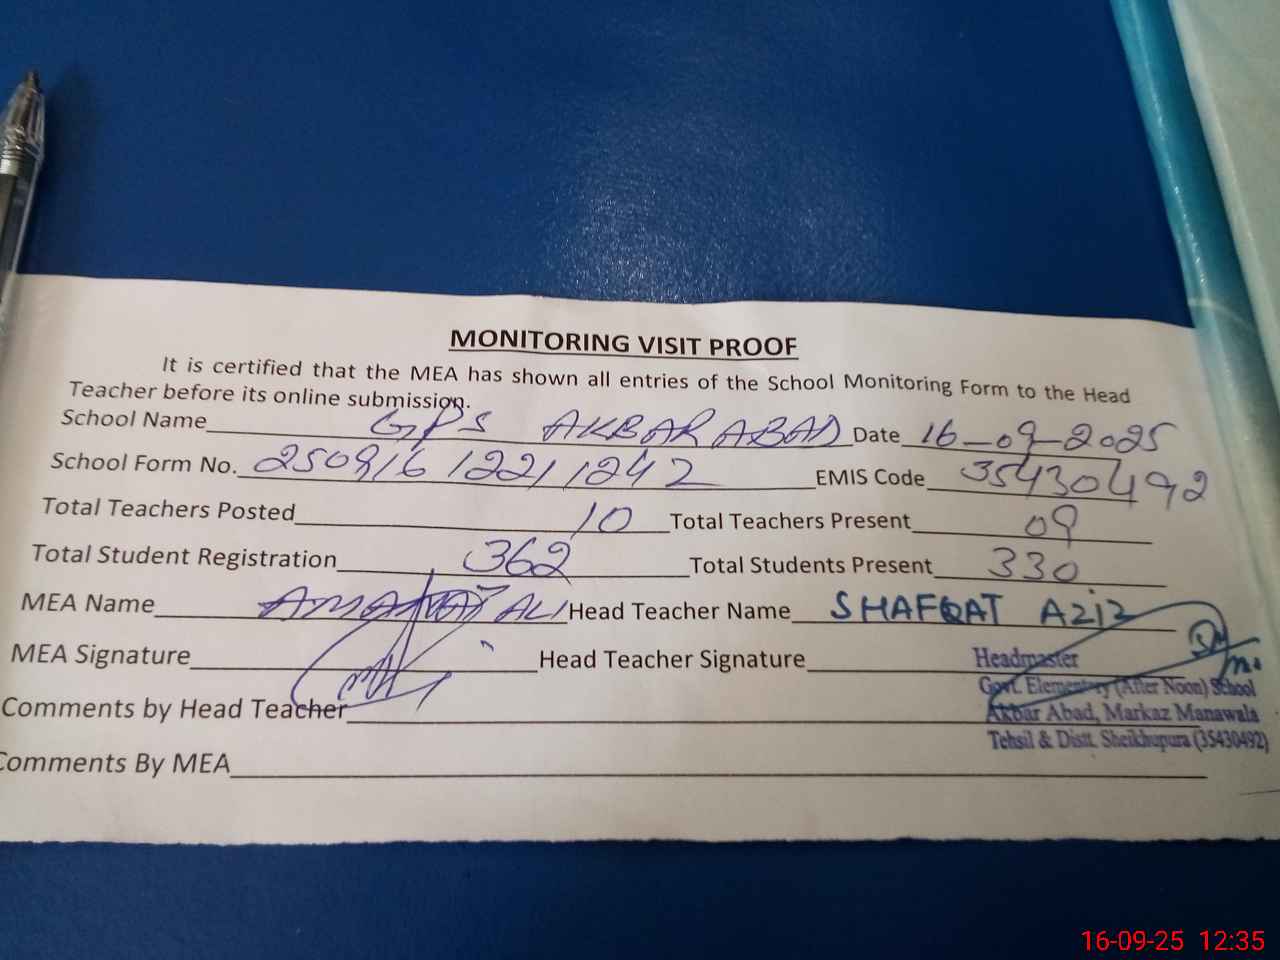 MONITORING VISIT PROOF
It is certified that the MEA has shown all entries of the School Monitoring Form to the Head
Teacher before its online submission.
School Name GPS AKBAR ABAD Date 16-09-2025
School Form No. 250916 12211242 EMIS Code 35430492
Total Teachers Posted 10 Total Teachers Present 09
Total Student Registration 362 Total Students Present 330
MEA Name AMANAT ALI Head Teacher Name SHAFQAT AZIZ
MEA Signature Head Teacher Signature
Headmaster
Govt. Elementary (After Noon) School
Comments by Head Teacher
Akbar Abad, Markaz Manawala
Tehsil & Distt. Sheikhupura (35430492)
Comments By MEA
16-09-25 12:35